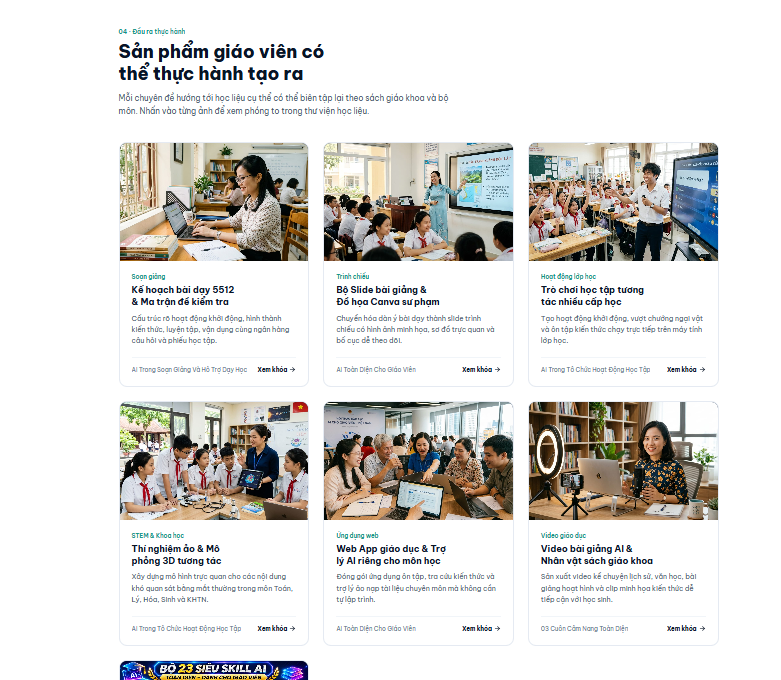 04 · Đầu ra thực hành
Sản phẩm giáo viên có
thể thực hành tạo ra
Mỗi chuyên đề hướng tới học liệu cụ thể có thể biên tập lại theo sách giáo khoa và bộ
môn. Nhấn vào từng ảnh để xem phóng to trong thư viện học liệu.
Soạn giảng
Kế hoạch bài dạy 5512
& Ma trận đề kiểm tra
Cấu trúc rõ hoạt động khởi động, hình thành
kiến thức, luyện tập, vận dụng cùng ngân hàng
câu hỏi và phiếu học tập.
AI Trong Soạn Giảng Và Hỗ Trợ Dạy Học
Xem khóa →
Trình chiếu
Bộ Slide bài giảng &
Đồ họa Canva sư phạm
Chuyển hóa dàn ý bài dạy thành slide trình
chiếu có hình ảnh minh họa, sơ đồ trực quan và
bố cục dễ theo dõi.
AI Toàn Diện Cho Giáo Viên
Xem khóa →
Hoạt động lớp học
Trò chơi học tập tương
tác nhiều cấp học
Tạo hoạt động khởi động, vượt chướng ngại vật
và ôn tập kiến thức chạy trực tiếp trên máy tính
lớp học.
AI Trong Tổ Chức Hoạt Động Học Tập
Xem khóa →
STEM & Khoa học
Thí nghiệm ảo & Mô
phỏng 3D tương tác
Xây dựng mô hình trực quan cho các nội dung
khó quan sát bằng mắt thường trong môn Toán,
Lý, Hóa, Sinh và KHTN.
AI Trong Tổ Chức Hoạt Động Học Tập
Xem khóa →
Ứng dụng web
Web App giáo dục & Trợ
lý AI riêng cho môn học
Đóng gói ứng dụng ôn tập, tra cứu kiến thức và
trợ lý ảo nạp tài liệu chuyên môn mà không cần
tự lập trình.
AI Toàn Diện Cho Giáo Viên
Xem khóa →
Video giáo dục
Video bài giảng AI &
Nhân vật sách giáo khoa
Sản xuất video kể chuyện lịch sử, văn học, bài
giảng hoạt hình và clip minh họa kiến thức dễ
tiếp cận với học sinh.
03 Cuốn Cẩm Nang Toàn Diện
Xem khóa →
BỘ 23 SIÊU SKILL AI
TOÀN DIỆN - DÀNH CHO GIÁO VIÊN